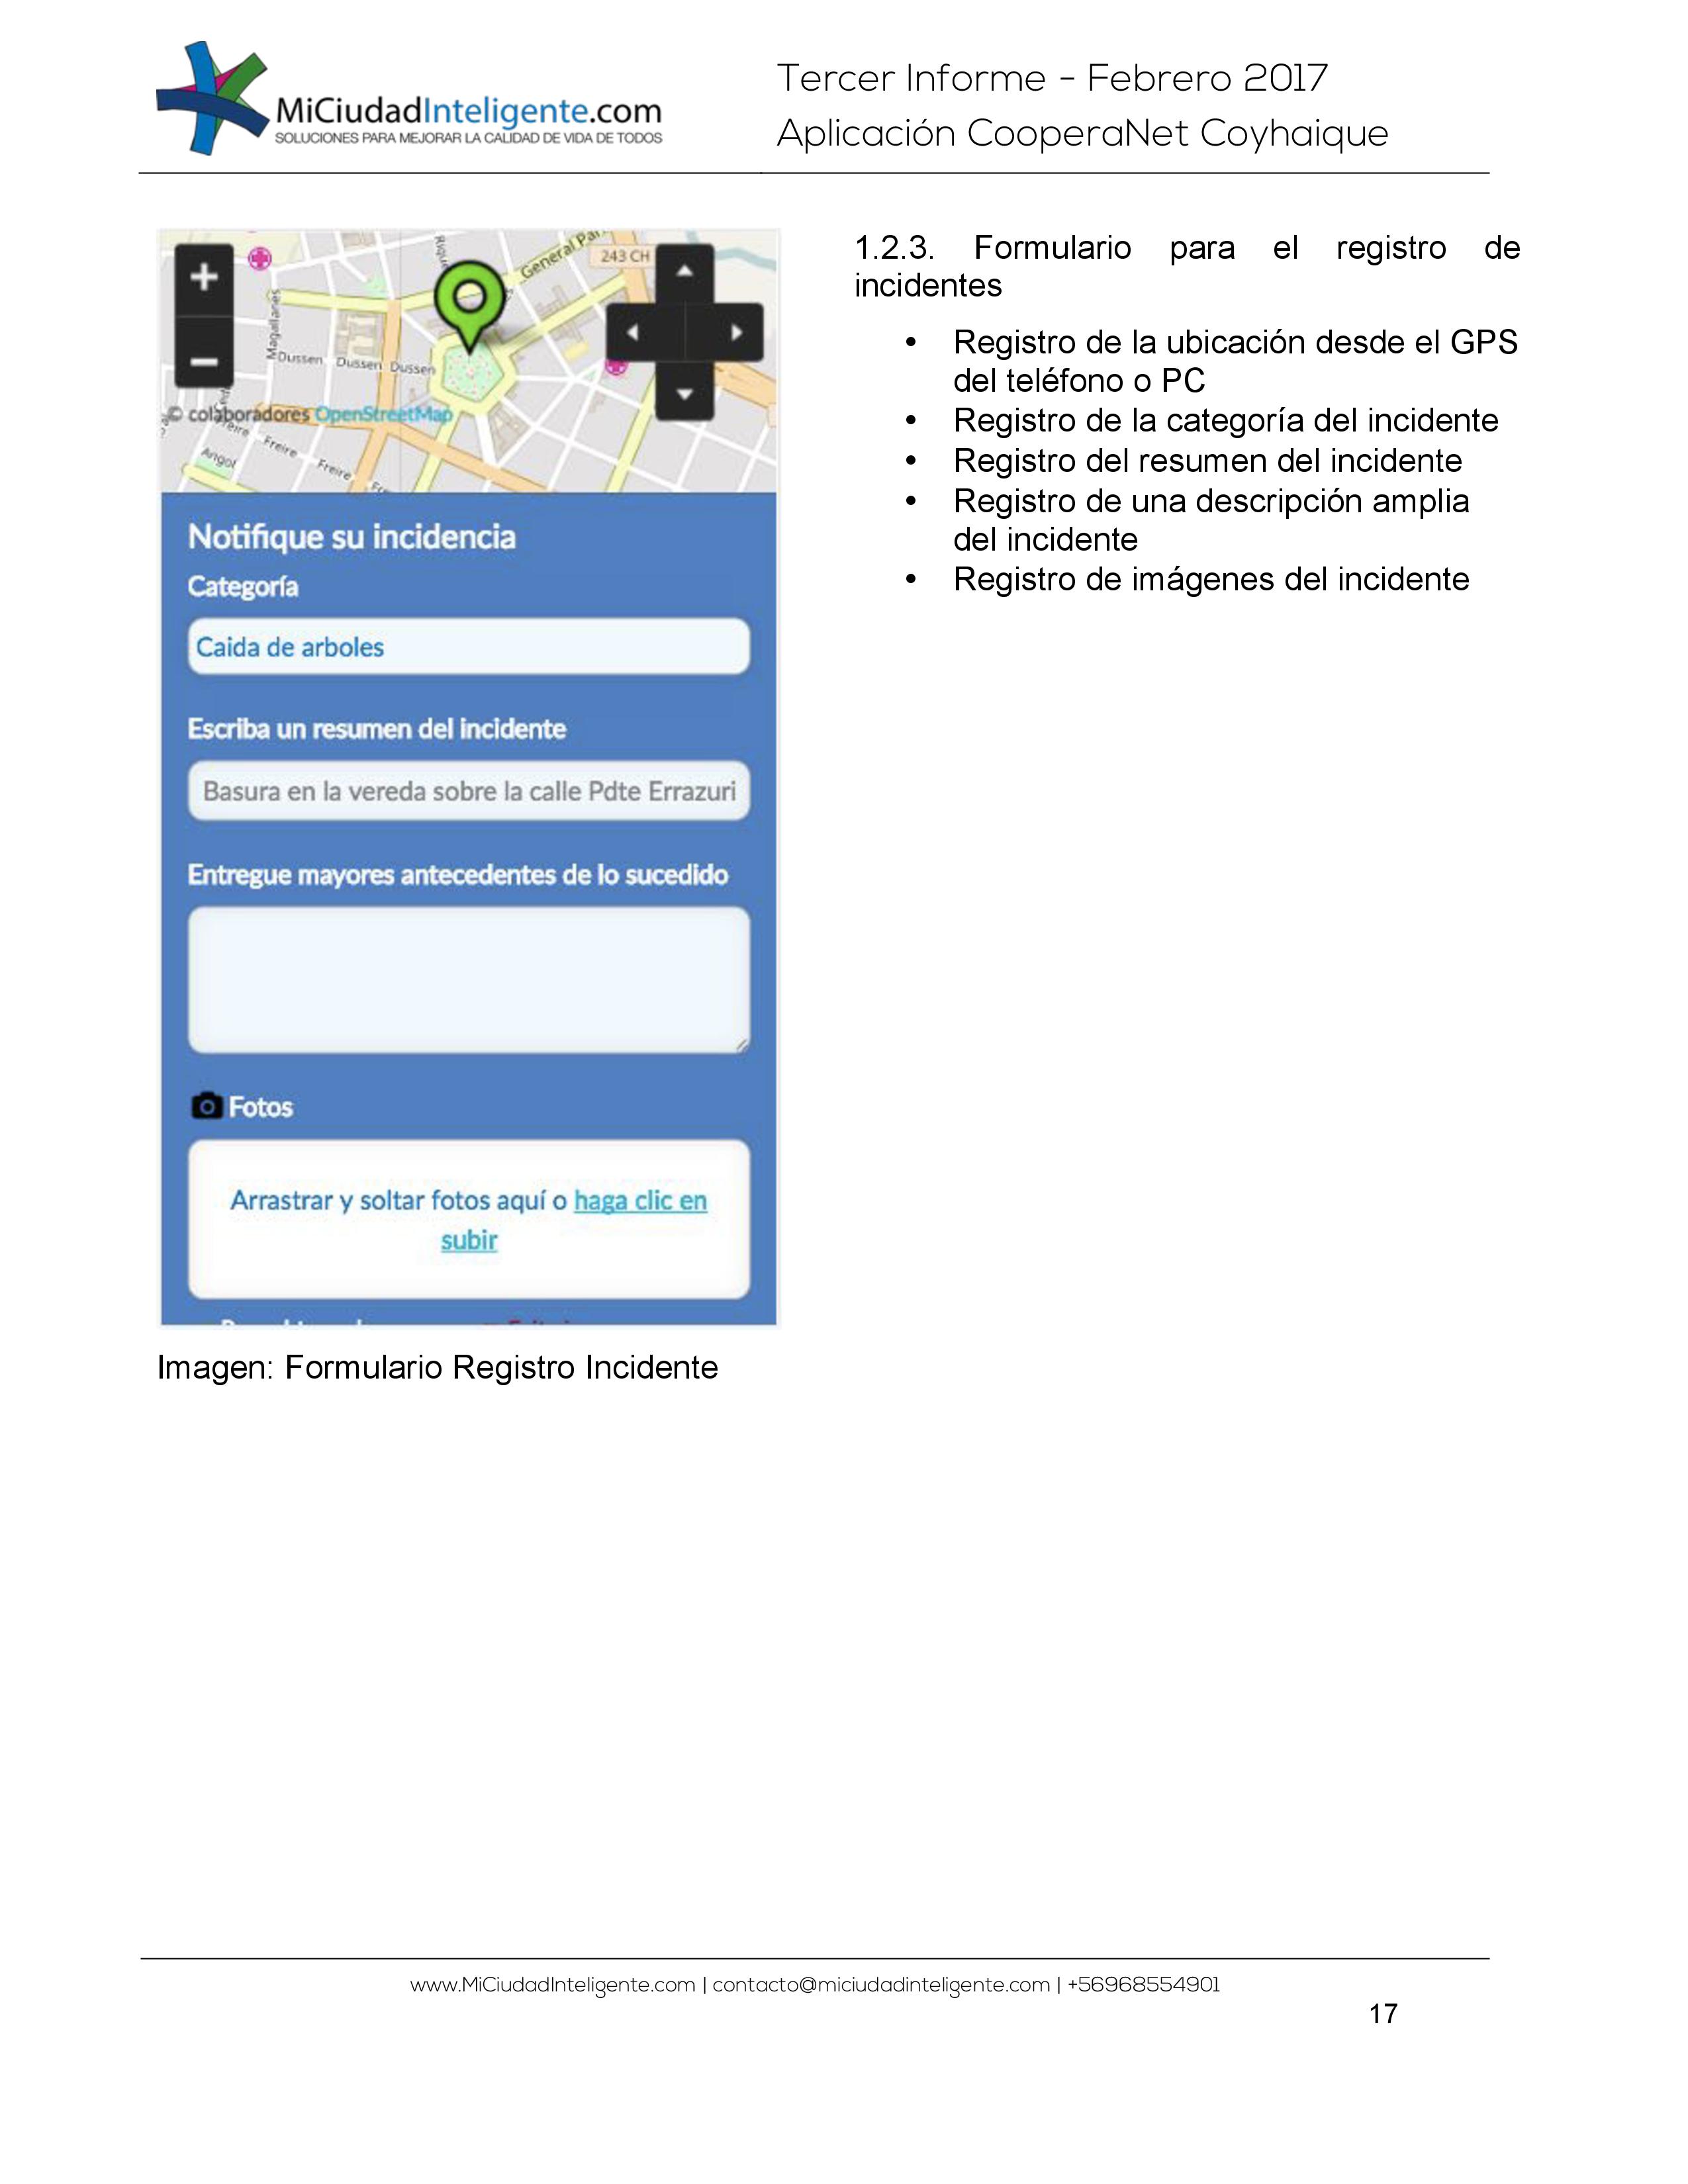 MiCiudadInteligente.com
SOLUCIONES PARA MEJORAR LA CALIDAD DE VIDA DE TODOS
Tercer Informe - Febrero 2017
Aplicación CooperaNet Coyhaique
+
−
General Par
243 CH
Magallanes
Dussen Dussen Dussen
© colaboradores OpenStreetMap
Freire Freire
Angol
Notifique su incidencia
Categoría
Caida de arboles
Escriba un resumen del incidente
Basura en la vereda sobre la calle Pdte Errazuri
Entregue mayores antecedentes de lo sucedido
Fotos
Arrastrar y soltar fotos aquí o haga clic en
subir
Imagen: Formulario Registro Incidente
1.2.3. Formulario para el registro de
incidentes
• Registro de la ubicación desde el GPS
del teléfono o PC
• Registro de la categoría del incidente
• Registro del resumen del incidente
• Registro de una descripción amplia
del incidente
• Registro de imágenes del incidente
www.MiCiudadInteligente.com | contacto@miciudadinteligente.com | +56968554901
17